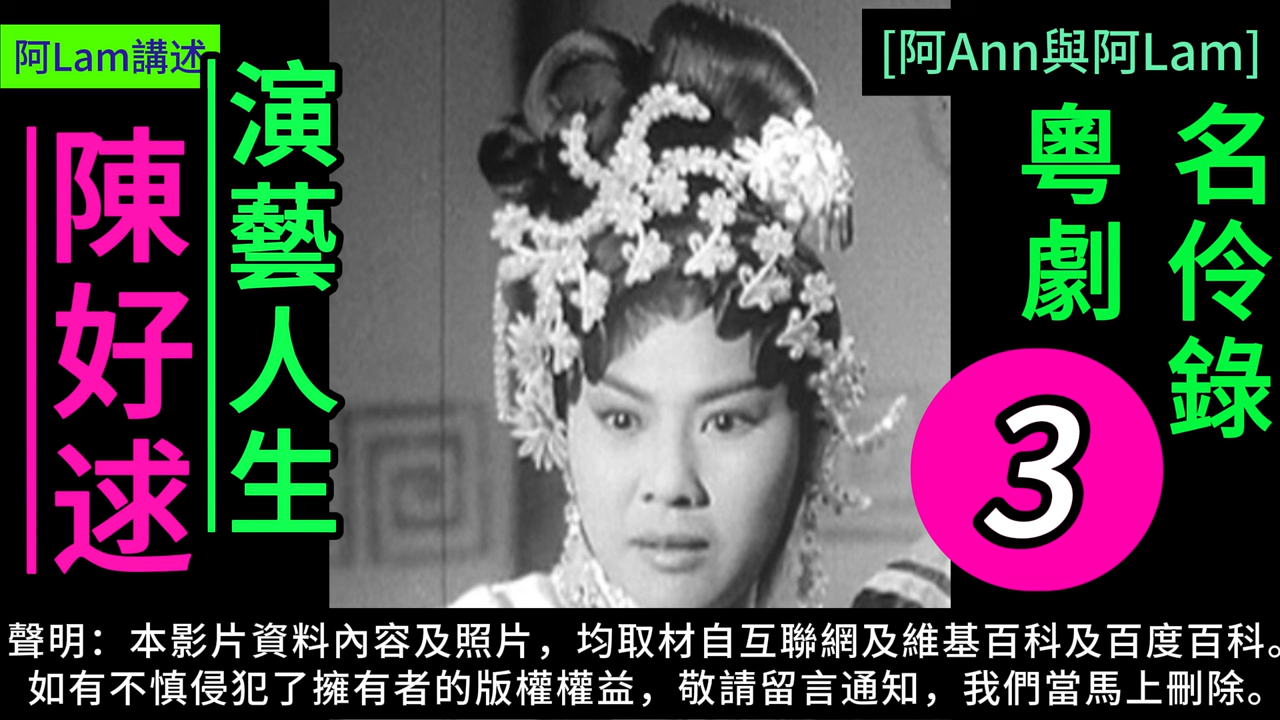 [阿Ann與阿Lam]
名伶錄
粵劇
3
阿Lam講述
演藝人生
陳好逑
聲明：本影片資料內容及照片，均取材自互聯網及維基百科及百度百科。
如有不慎侵犯了擁有者的版權權益，敬請留言通知，我們當馬上刪除。